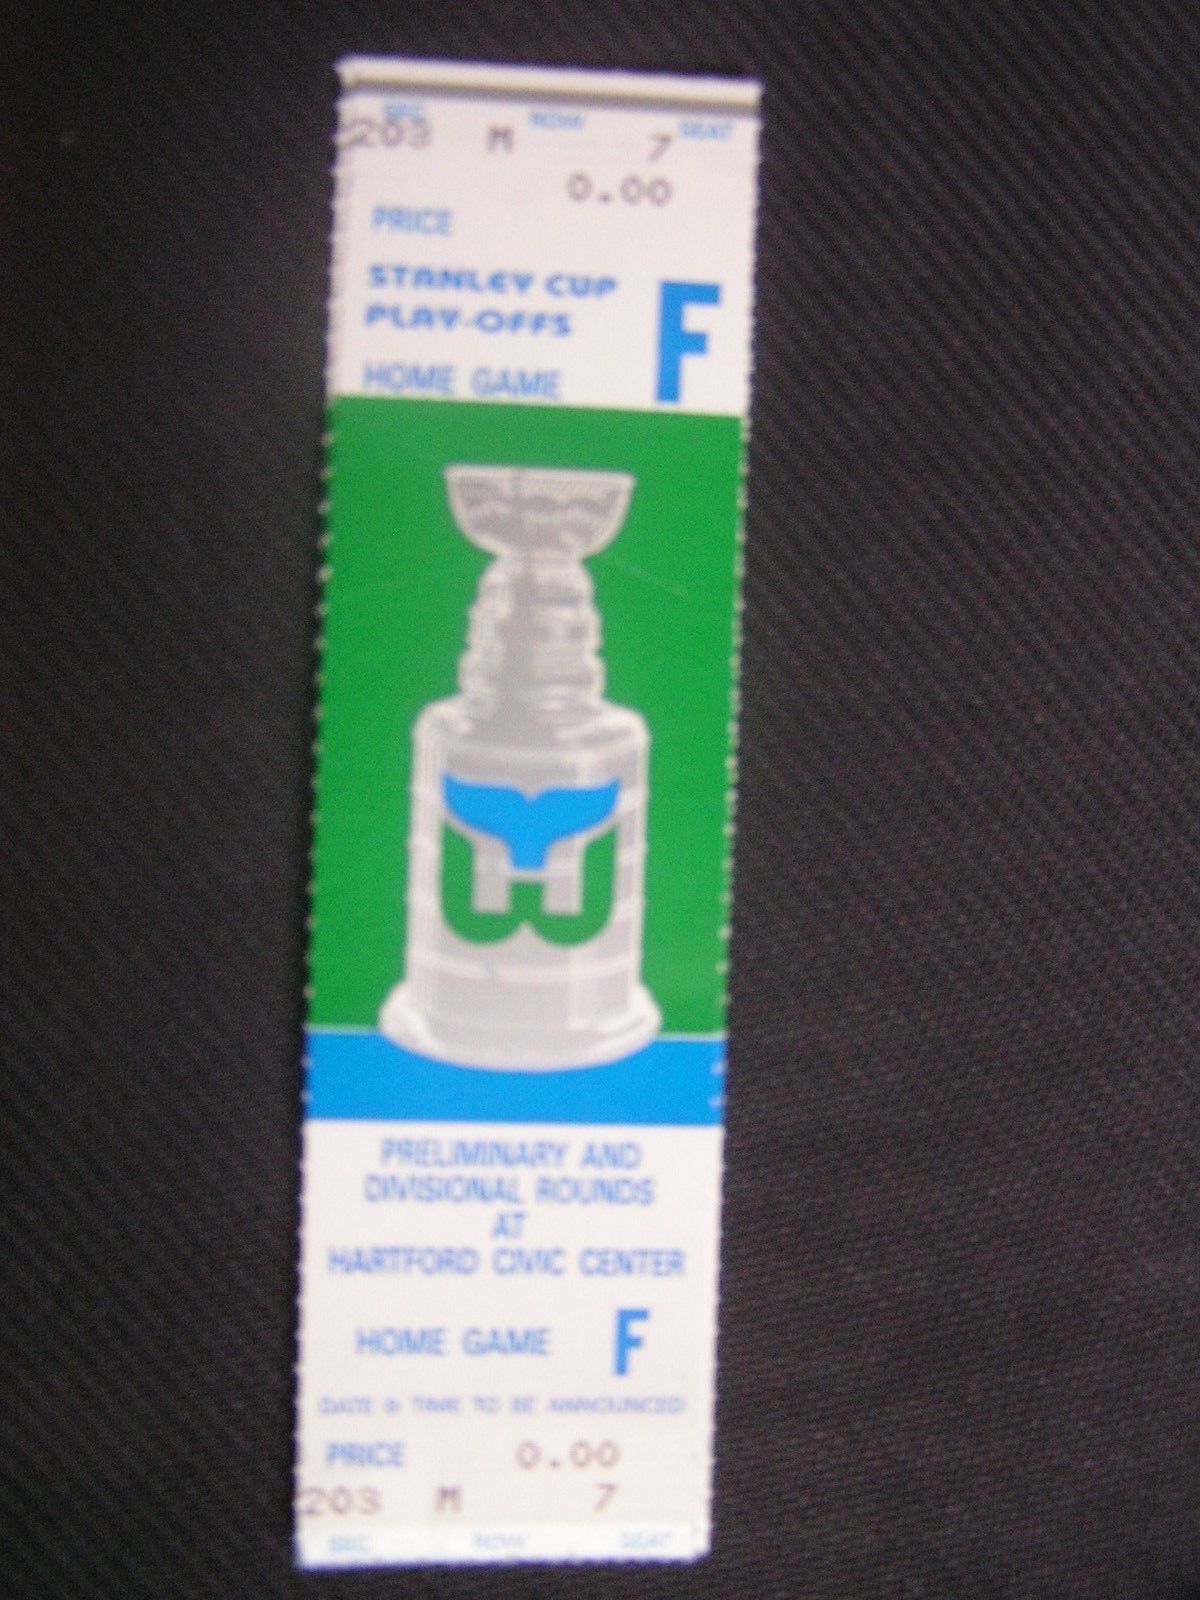 SEC ROW SEAT
203 M 7
0.00
PRICE
STANLEY CUP
PLAY-OFFS
HOME GAME F
PRELIMINARY AND
DIVISIONAL ROUNDS
AT
HARTFORD CIVIC CENTER
HOME GAME F
DATE & TIME TO BE ANNOUNCED
PRICE 0.00
203 M 7
SEC ROW SEAT